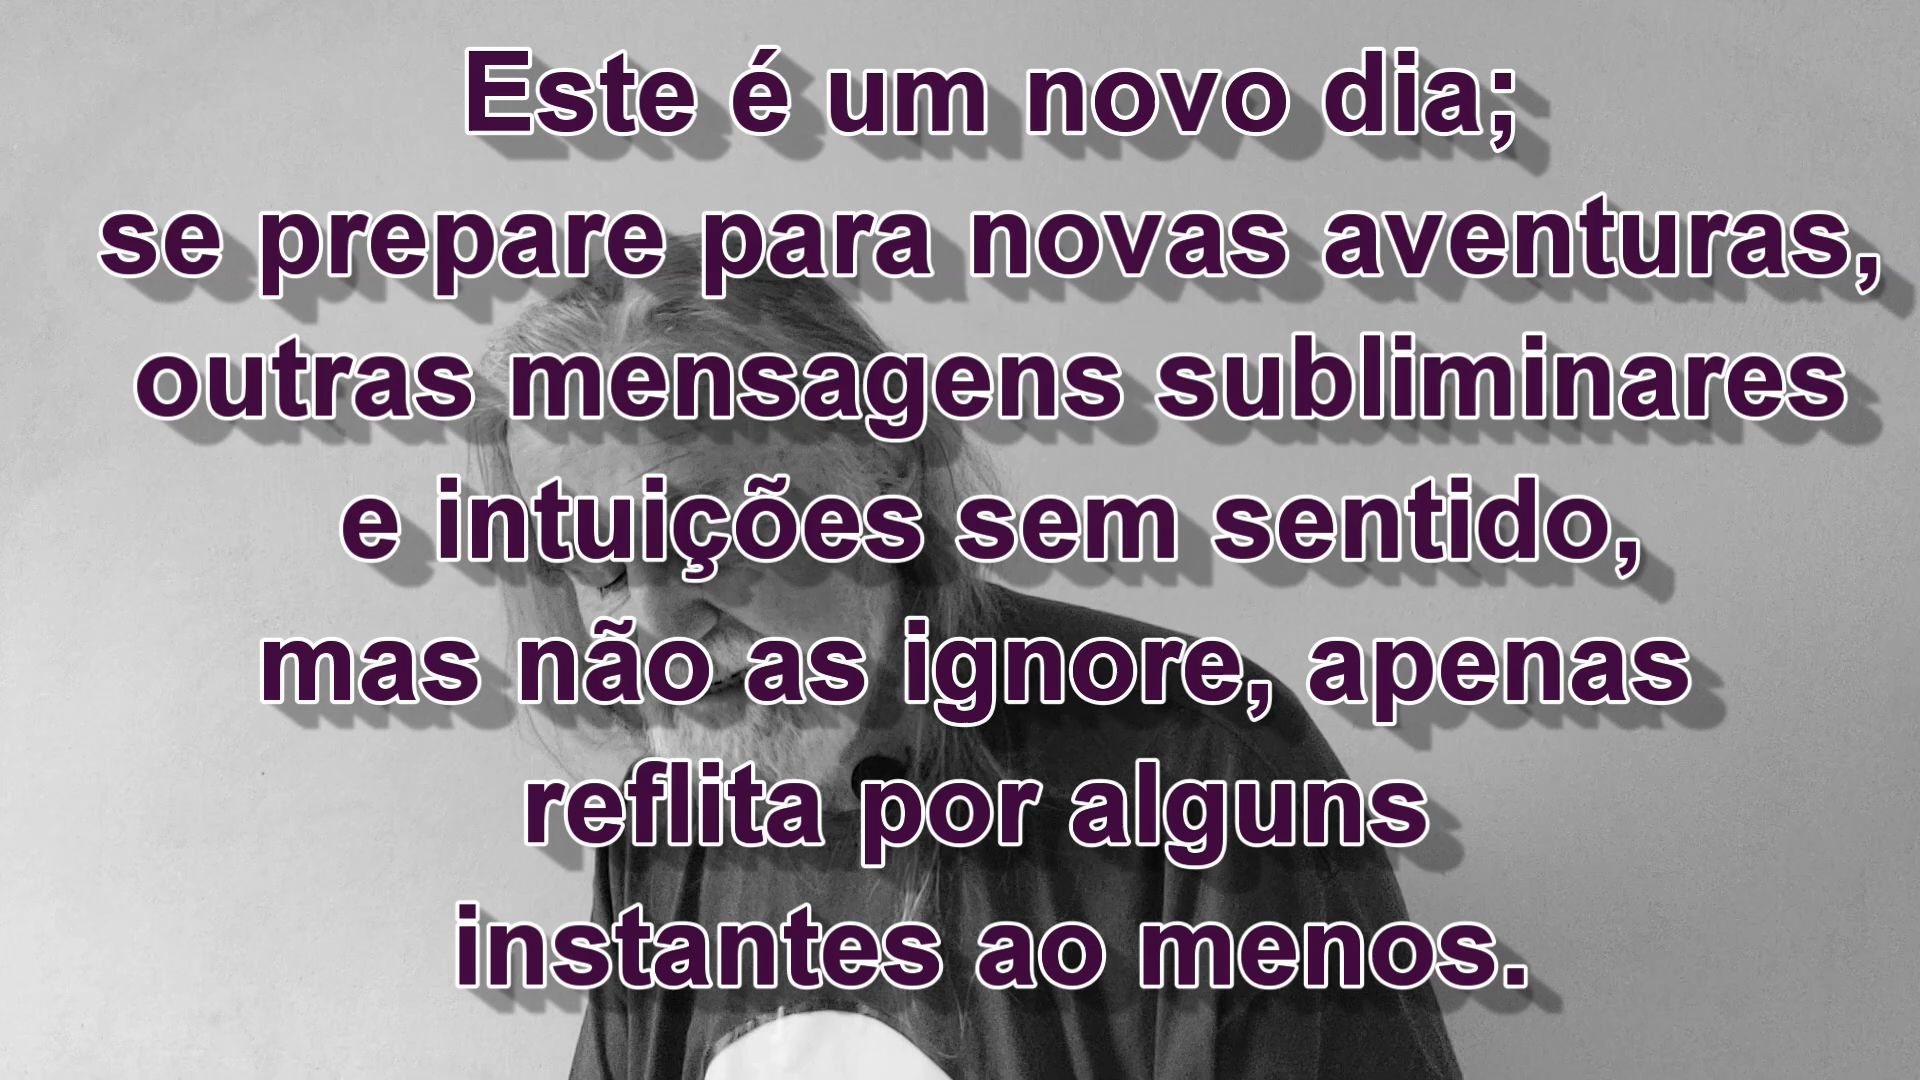 Este é um novo dia;
se prepare para novas aventuras,
outras mensagens subliminares
e intuições sem sentido,
mas não as ignore, apenas
reflita por alguns
instantes ao menos.